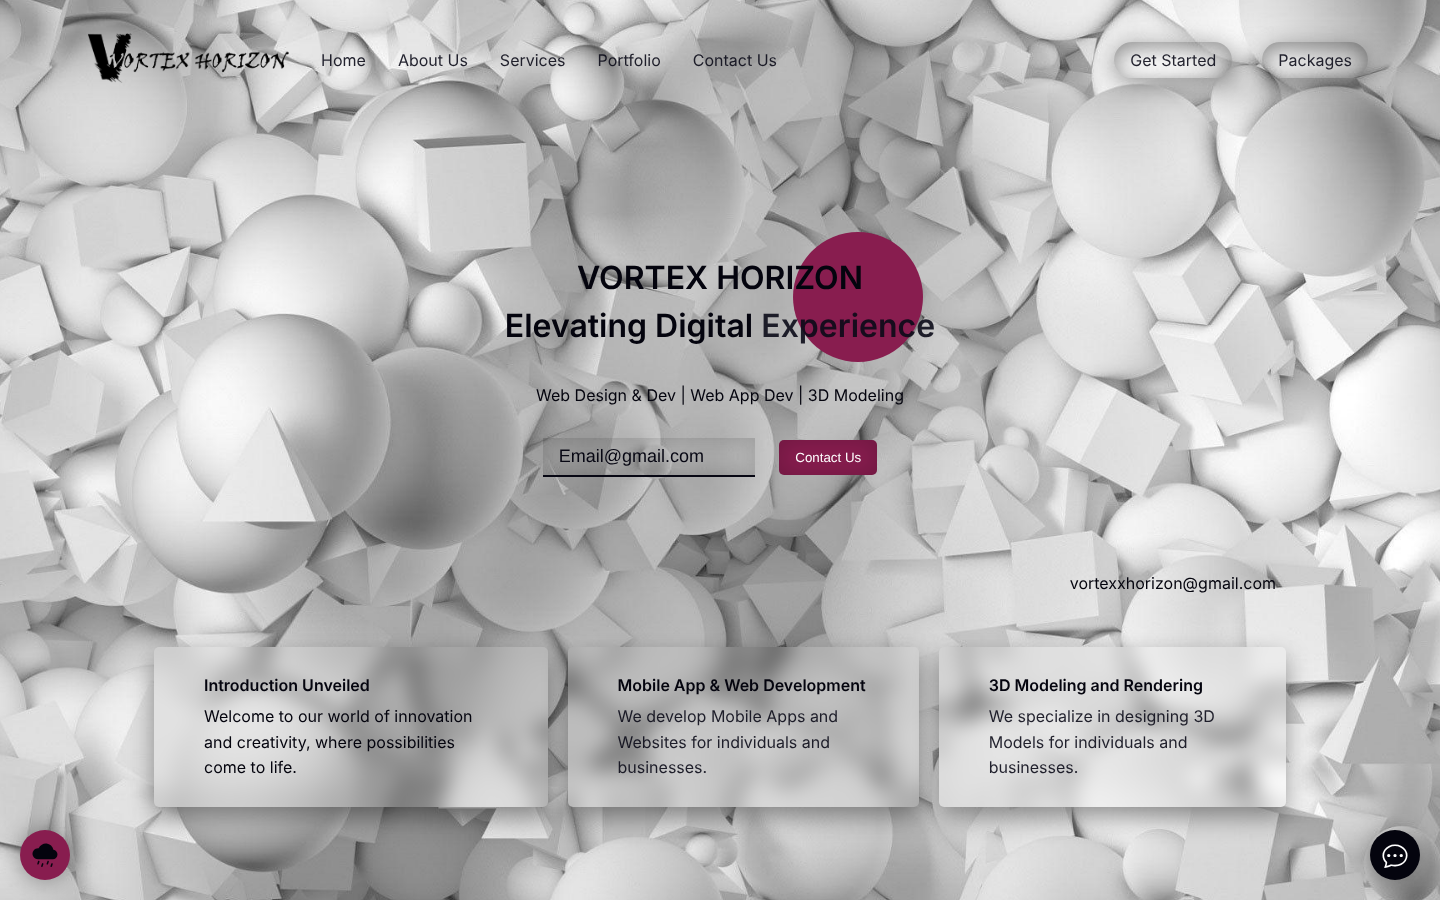 VORTEX HORIZON
Home
About Us
Services
Portfolio
Contact Us
Get Started
Packages
VORTEX HORIZON
Elevating Digital Experience
Web Design & Dev | Web App Dev | 3D Modeling
Email@gmail.com
Contact Us
vortexxhorizon@gmail.com
Introduction Unveiled
Welcome to our world of innovation
and creativity, where possibilities
come to life.
Mobile App & Web Development
We develop Mobile Apps and
Websites for individuals and
businesses.
3D Modeling and Rendering
We specialize in designing 3D
Models for individuals and
businesses.